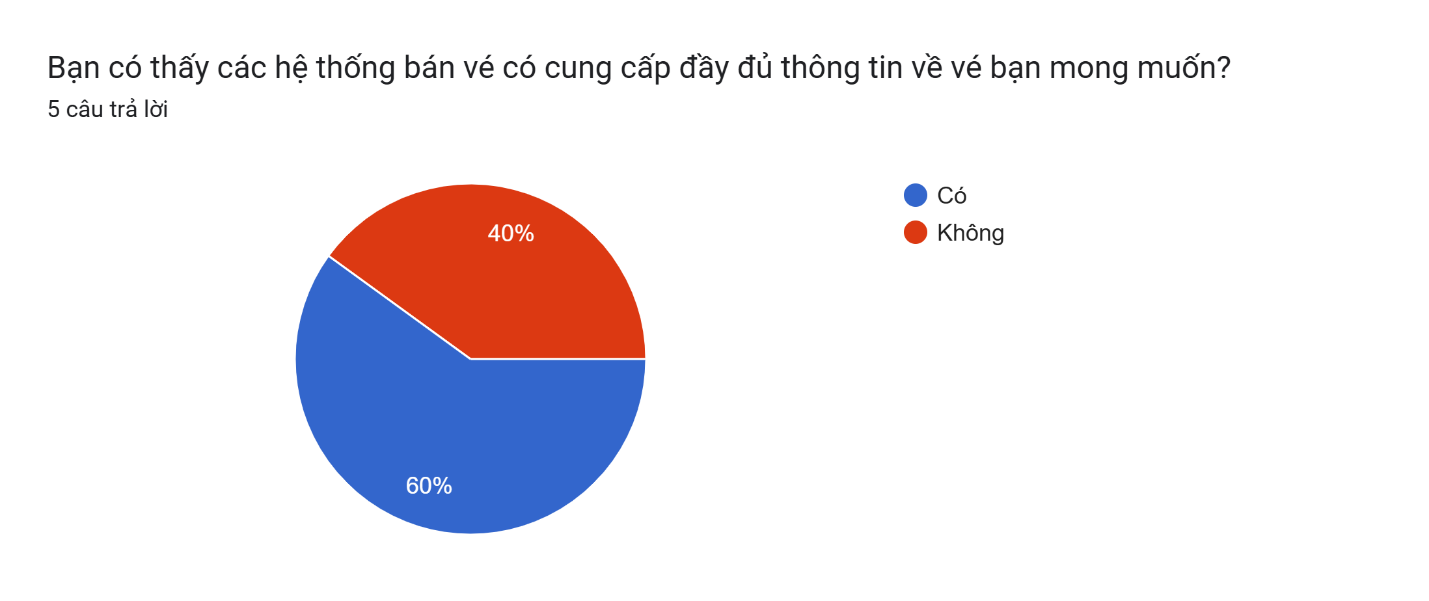 Bạn có thấy các hệ thống bán vé có cung cấp đầy đủ thông tin về vé bạn mong muốn?
5 câu trả lời
Có
Không
40%
60%